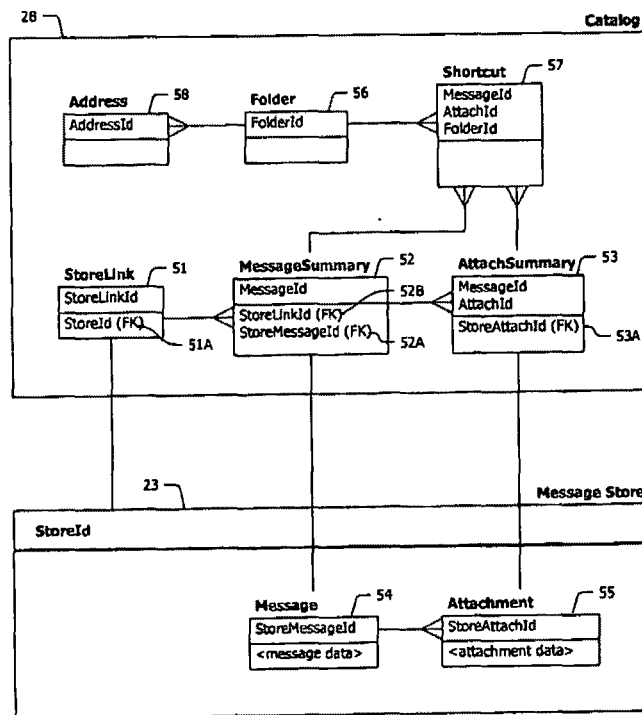 28
Catalog
Shortcut
57
MessageId
AttachId
FolderId
Address
58
AddressId
Folder
56
FolderId
StoreLink
51
StoreLinkId
StoreId (FK)
51A
MessageSummary
52
MessageId
StoreLinkId (FK)
52B
StoreMessageId (FK)
52A
AttachSummary
53
MessageId
AttachId
StoreAttachId (FK)
53A
23
Message Store
StoreId
Message
54
StoreMessageId
<message data>
Attachment
55
StoreAttachId
<attachment data>